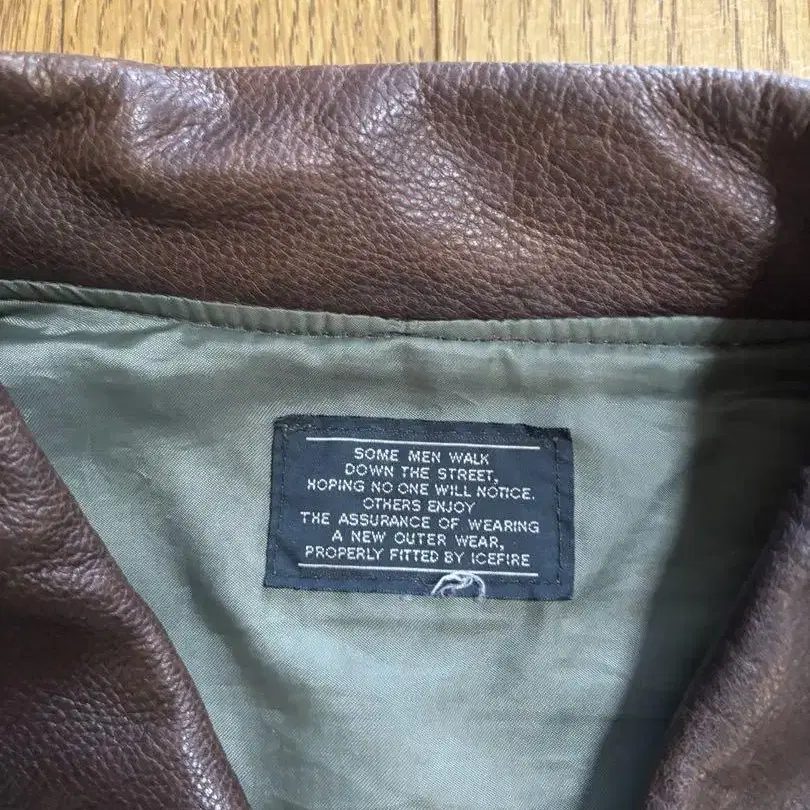 SOME MEN WALK
DOWN THE STREET,
HOPING NO ONE WILL NOTICE.
OTHERS ENJOY
THE ASSURANCE OF WEARING
A NEW OUTER WEAR,
PROPERLY FITTED BY ICEFIRE